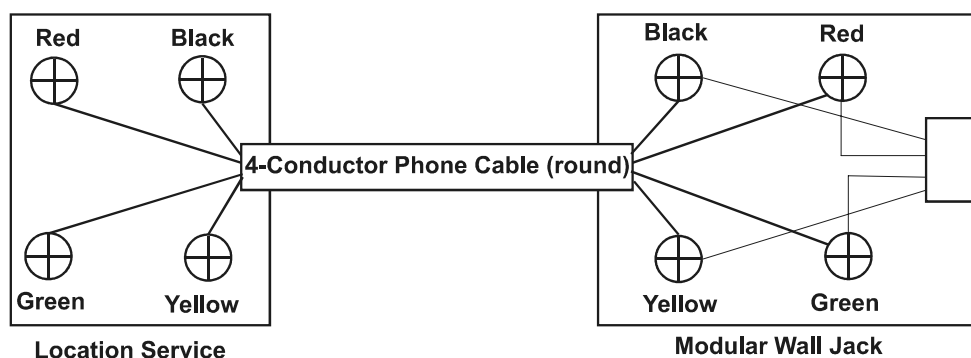 Red Black
Black Red
4-Conductor Phone Cable (round)
Green Yellow
Yellow Green
Location Service
Modular Wall Jack